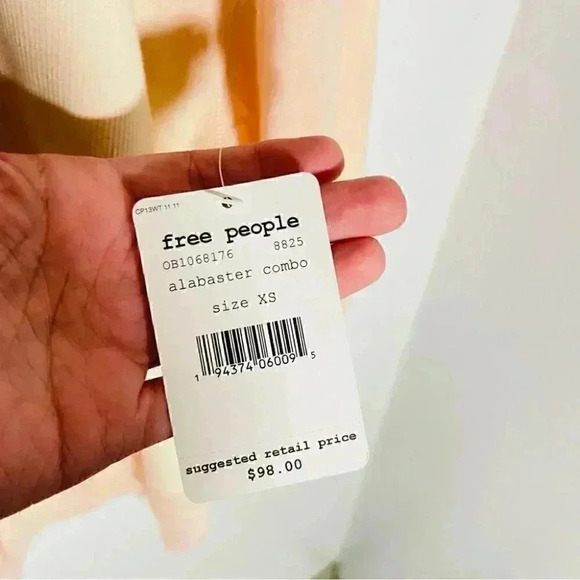 CP13WT 11 11
free people
OB1068176 8825
alabaster combo
size XS
1 94374 06009 5
suggested retail price
$98.00